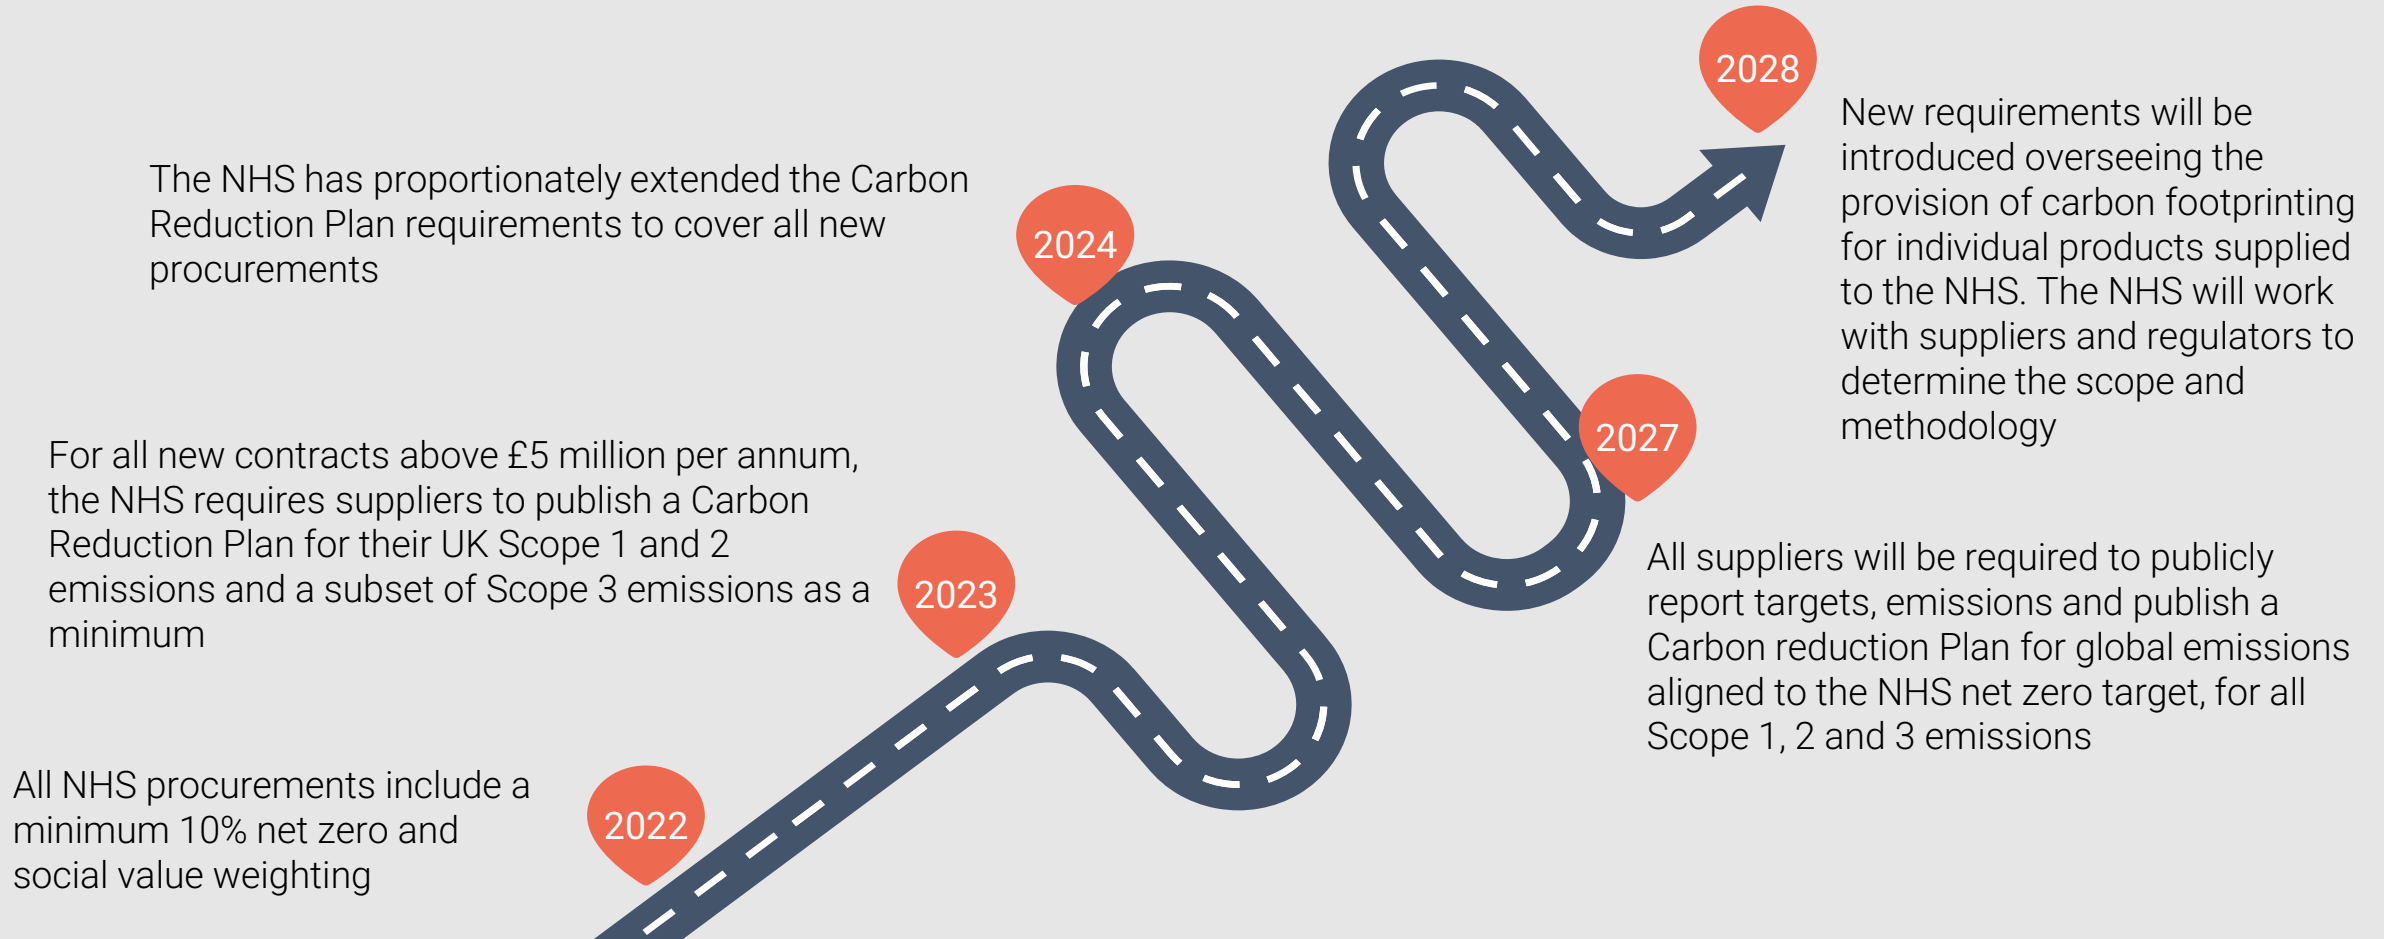 2022
All NHS procurements include a
minimum 10% net zero and
social value weighting
2023
For all new contracts above £5 million per annum,
the NHS requires suppliers to publish a Carbon
Reduction Plan for their UK Scope 1 and 2
emissions and a subset of Scope 3 emissions as a
minimum
2024
The NHS has proportionately extended the Carbon
Reduction Plan requirements to cover all new
procurements
2027
All suppliers will be required to publicly
report targets, emissions and publish a
Carbon reduction Plan for global emissions
aligned to the NHS net zero target, for all
Scope 1, 2 and 3 emissions
2028
New requirements will be
introduced overseeing the
provision of carbon footprinting
for individual products supplied
to the NHS. The NHS will work
with suppliers and regulators to
determine the scope and
methodology